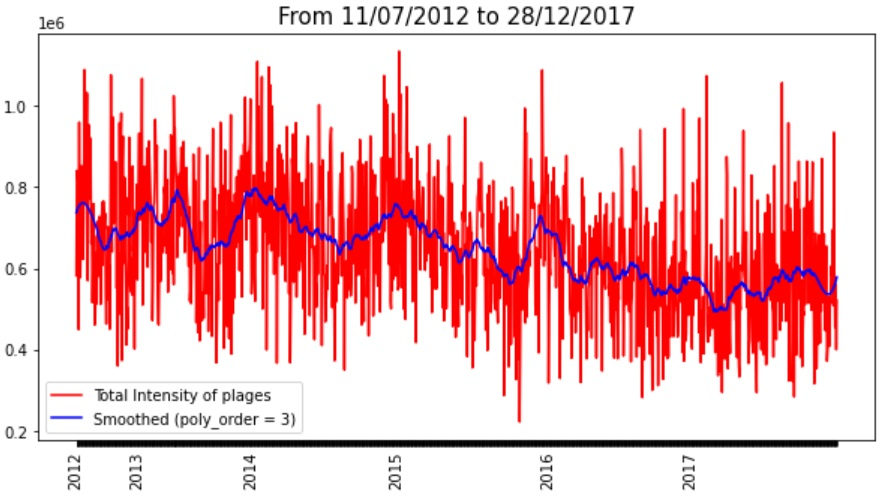 From 11/07/2012 to 28/12/2017
1e6
1.0
0.8
0.6
0.4
0.2
Total Intensity of plages
Smoothed (poly_order = 3)
2012
2013
2014
2015
2016
2017